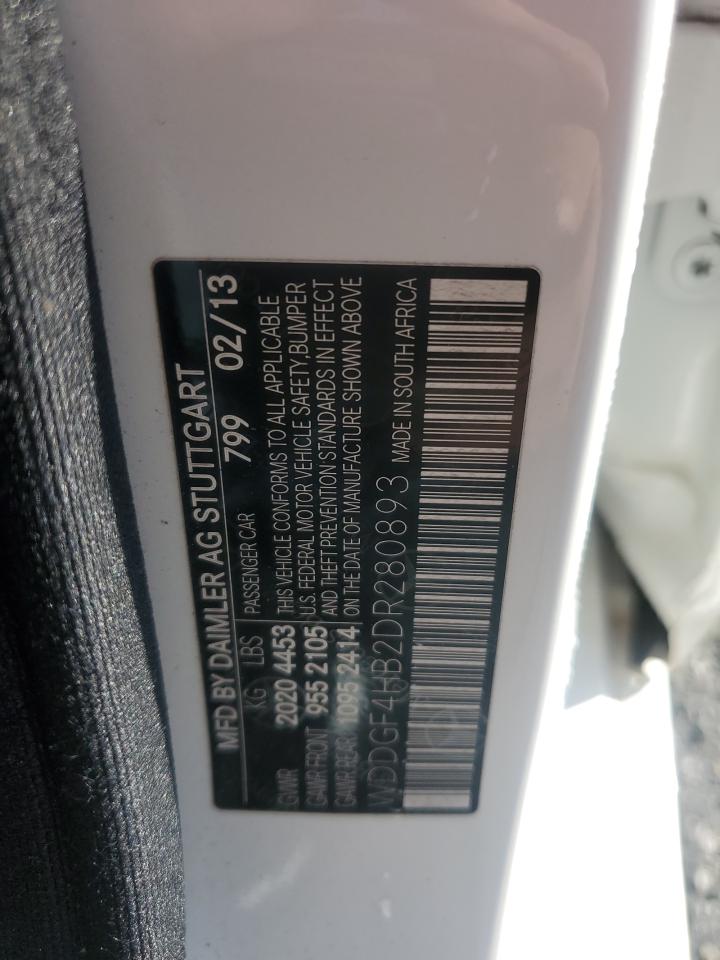 MFD BY DAIMLER AG STUTTGART
799 02/13
KG LBS PASSENGER CAR
GVWR 2020 4453 THIS VEHICLE CONFORMS TO ALL APPLICABLE
GAWR FRONT 955 2105 U.S. FEDERAL MOTOR VEHICLE SAFETY,BUMPER
GAWR REAR 1095 2414 AND THEFT PREVENTION STANDARDS IN EFFECT
ON THE DATE OF MANUFACTURE SHOWN ABOVE
WDDGF4HB2DR280893 MADE IN SOUTH AFRICA